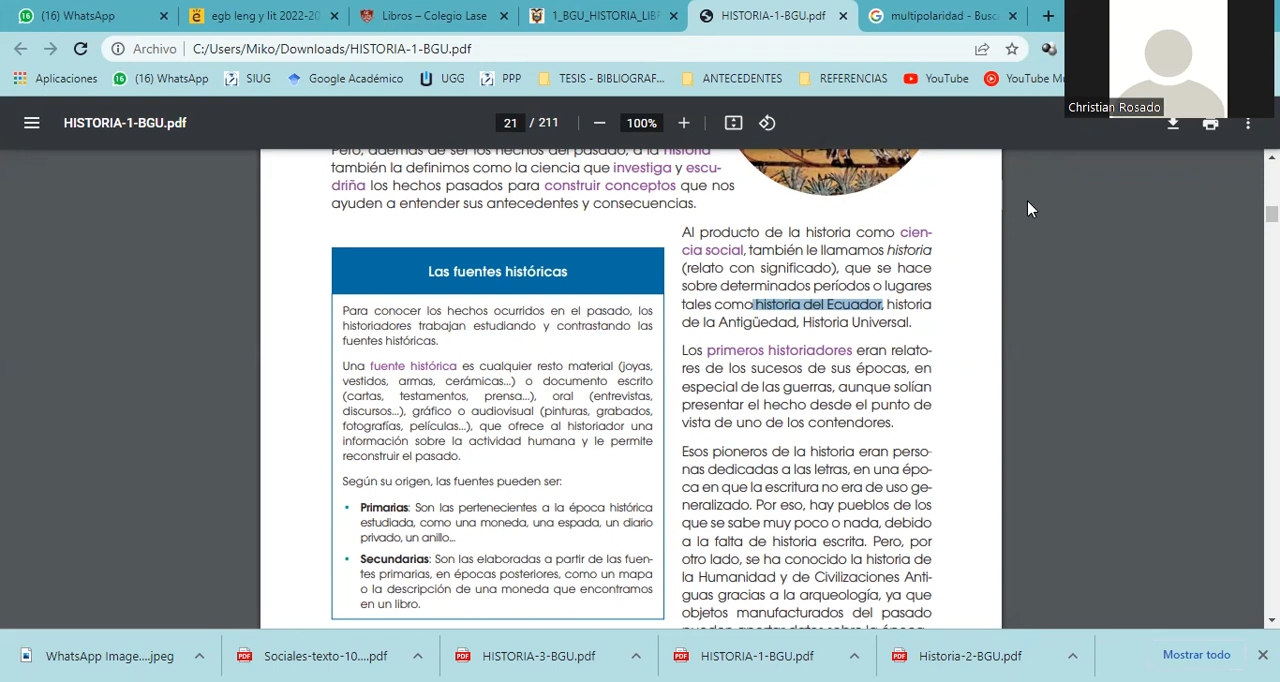 (16) WhatsApp
egb leng y lit 2022-20
Libros – Colegio Lase
1_BGU_HISTORIA_LIB
HISTORIA-1-BGU.pdf
multipolaridad - Bus
Archivo
C:/Users/Miko/Downloads/HISTORIA-1-BGU.pdf
Aplicaciones
(16) WhatsApp
SIUG
Google Académico
UGG
PPP
TESIS - BIBLIOGRAF...
ANTECEDENTES
REFERENCIAS
YouTube
YouTube Mu
Christian Rosado
HISTORIA-1-BGU.pdf
21 / 211
100%
Pero, además de ser los hechos del pasado, a la historia
también la definimos como la ciencia que investiga y escu-
driña los hechos pasados para construir conceptos que nos
ayuden a entender sus antecedentes y consecuencias.
Las fuentes históricas
Para conocer los hechos ocurridos en el pasado, los
historiadores trabajan estudiando y contrastando las
fuentes históricas.
Una fuente histórica es cualquier resto material (joyas,
vestidos, armas, cerámicas...) o documento escrito
(cartas, testamentos, prensa...), oral (entrevistas,
discursos...), gráfico o audiovisual (pinturas, grabados,
fotografías, películas...), que ofrece al historiador una
información sobre la actividad humana y le permite
reconstruir el pasado.
Según su origen, las fuentes pueden ser:
• Primarias: Son las pertenecientes a la época histórica
estudiada, como una moneda, una espada, un diario
privado, un anillo...
• Secundarias: Son las elaboradas a partir de las fuen-
tes primarias, en épocas posteriores, como un mapa
o la descripción de una moneda que encontramos
en un libro.
Al producto de la historia como cien-
cia social, también le llamamos historia
(relato con significado), que se hace
sobre determinados períodos o lugares
tales como historia del Ecuador, historia
de la Antigüedad, Historia Universal.
Los primeros historiadores eran relato-
res de los sucesos de sus épocas, en
especial de las guerras, aunque solían
presentar el hecho desde el punto de
vista de uno de los contendores.
Esos pioneros de la historia eran perso-
nas dedicadas a las letras, en una épo-
ca en que la escritura no era de uso ge-
neralizado. Por eso, hay pueblos de los
que se sabe muy poco o nada, debido
a la falta de historia escrita. Pero, por
otro lado, se ha conocido la historia de
la Humanidad y de Civilizaciones Anti-
guas gracias a la arqueología, ya que
objetos manufacturados del pasado
WhatsApp Image....jpeg
Sociales-texto-10....pdf
HISTORIA-3-BGU.pdf
HISTORIA-1-BGU.pdf
Historia-2-BGU.pdf
Mostrar todo